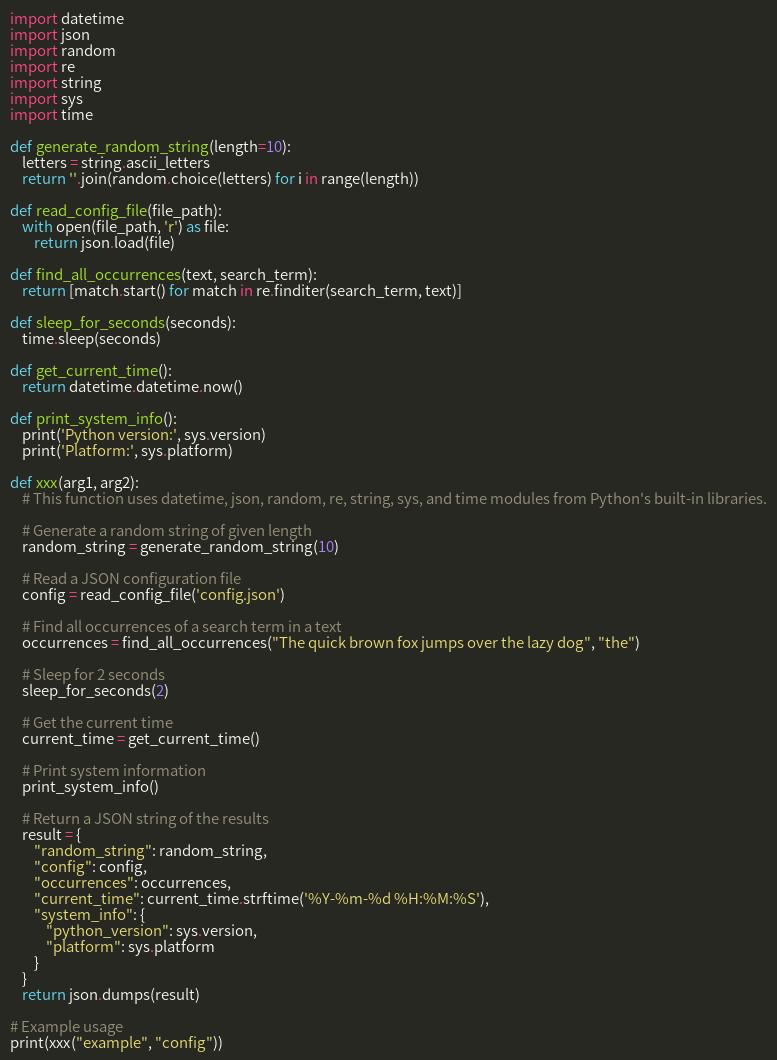 import datetime
import json
import random
import re
import string
import sys
import time

def generate_random_string(length=10):
    letters = string.ascii_letters
    return ''.join(random.choice(letters) for i in range(length))

def read_config_file(file_path):
    with open(file_path, 'r') as file:
        return json.load(file)

def find_all_occurrences(text, search_term):
    return [match.start() for match in re.finditer(search_term, text)]

def sleep_for_seconds(seconds):
    time.sleep(seconds)

def get_current_time():
    return datetime.datetime.now()

def print_system_info():
    print('Python version:', sys.version)
    print('Platform:', sys.platform)

def xxx(arg1, arg2):
    # This function uses datetime, json, random, re, string, sys, and time modules from Python's built-in libraries.

    # Generate a random string of given length
    random_string = generate_random_string(10)

    # Read a JSON configuration file
    config = read_config_file('config.json')

    # Find all occurrences of a search term in a text
    occurrences = find_all_occurrences("The quick brown fox jumps over the lazy dog", "the")

    # Sleep for 2 seconds
    sleep_for_seconds(2)

    # Get the current time
    current_time = get_current_time()

    # Print system information
    print_system_info()

    # Return a JSON string of the results
    result = {
        "random_string": random_string,
        "config": config,
        "occurrences": occurrences,
        "current_time": current_time.strftime('%Y-%m-%d %H:%M:%S'),
        "system_info": {
            "python_version": sys.version,
            "platform": sys.platform
        }
    }
    return json.dumps(result)

# Example usage
print(xxx("example", "config"))